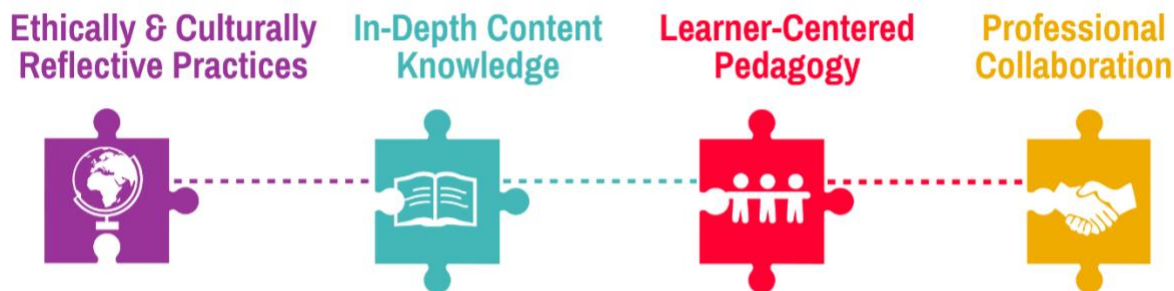 Ethically & Culturally
Reflective Practices
In-Depth Content
Knowledge
Learner-Centered
Pedagogy
Professional
Collaboration